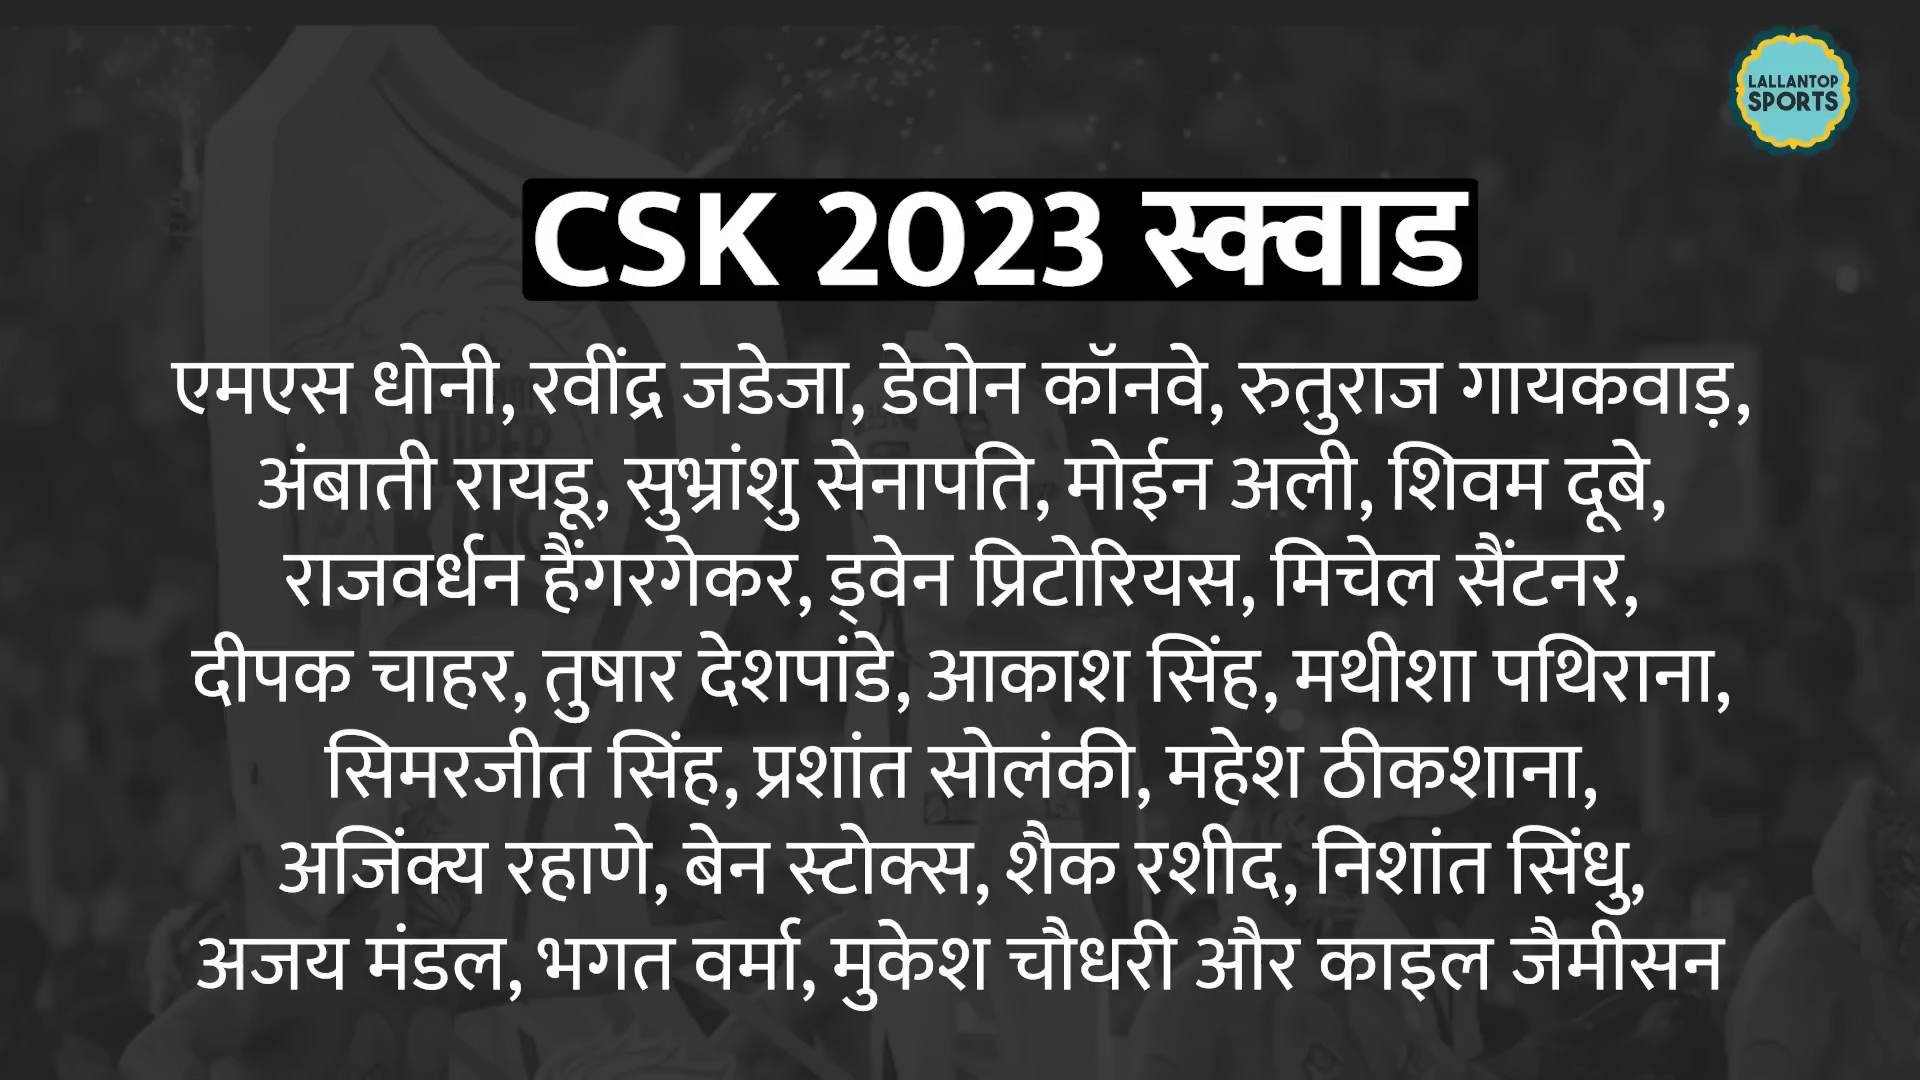 LALLANTOP
SPORTS
CSK 2023 स्क्वाड
एमएस धोनी, रवींद्र जडेजा, डेवोन कॉनवे, रुतुराज गायकवाड़,
अंबाती रायडू, सुभ्रांशु सेनापति, मोईन अली, शिवम दूबे,
राजवर्धन हैंगरगेकर, ड्वेन प्रिटोरियस, मिचेल सैंटनर,
दीपक चाहर, तुषार देशपांडे, आकाश सिंह, मथीशा पथिराना,
सिमरजीत सिंह, प्रशांत सोलंकी, महेश ठीकशाना,
अजिंक्य रहाणे, बेन स्टोक्स, शैक रशीद, निशांत सिंधु,
अजय मंडल, भगत वर्मा, मुकेश चौधरी और काइल जैमीसन